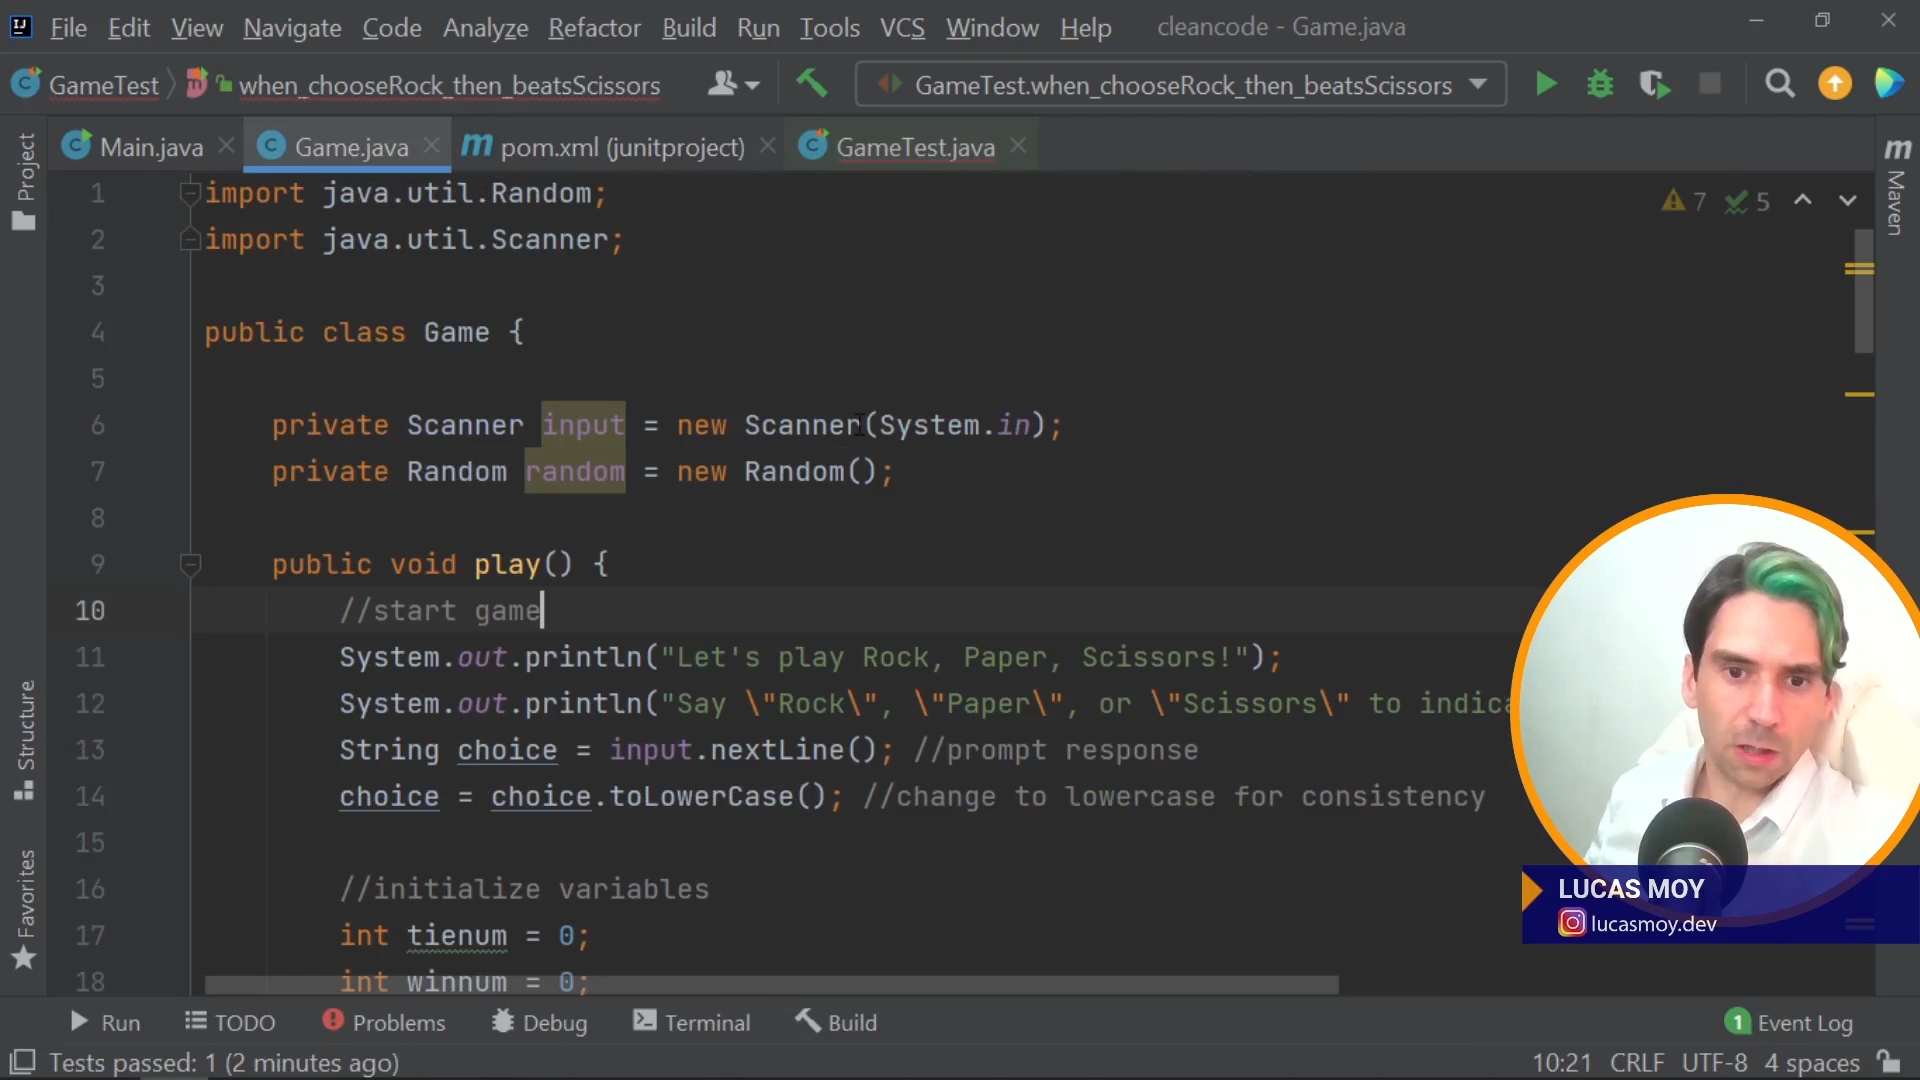 File Edit View Navigate Code Analyze Refactor Build Run Tools VCS Window Help cleancode - Game.java
GameTest when_chooseRock_then_beatsScissors GameTest.when_chooseRock_then_beatsScissors
Main.java Game.java pom.xml (junitproject) GameTest.java
Project
Structure
Favorites
Maven
7 5
1 import java.util.Random;
2 import java.util.Scanner;
3
4 public class Game {
5
6 private Scanner input = new Scanner(System.in);
7 private Random random = new Random();
8
9 public void play() {
10 //start game
11 System.out.println("Let's play Rock, Paper, Scissors!");
12 System.out.println("Say \"Rock\", \"Paper\", or \"Scissors\" to indica
13 String choice = input.nextLine(); //prompt response
14 choice = choice.toLowerCase(); //change to lowercase for consistency
15
16 //initialize variables
17 int tienum = 0;
18 int winnum = 0;
LUCAS MOY
lucasmoy.dev
Run TODO Problems Debug Terminal Build 1 Event Log
Tests passed: 1 (2 minutes ago) 10:21 CRLF UTF-8 4 spaces